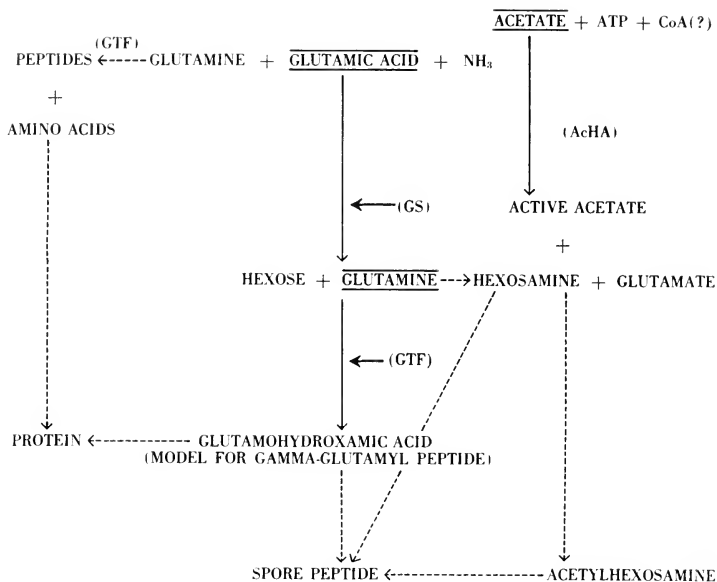 ACETATE + ATP + CoA(?)
(GTF)
PEPTIDES GLUTAMINE + GLUTAMIC ACID + NH₃
+
AMINO ACIDS
(AcHA)
(GS)
ACTIVE ACETATE
+
HEXOSE + GLUTAMINE HEXOSAMINE + GLUTAMATE
(GTF)
PROTEIN GLUTAMOHYDROXAMIC ACID
(MODEL FOR GAMMA-GLUTAMYL PEPTIDE)
SPORE PEPTIDE ACETYLHEXOSAMINE